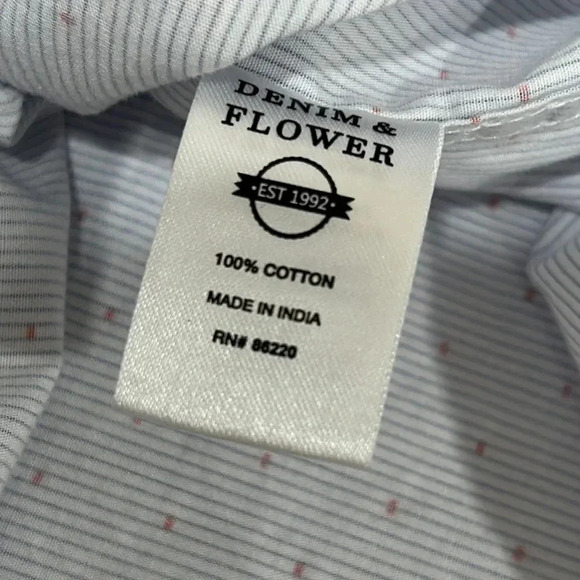 DENIM &
FLOWER
·EST 1992·
100% COTTON
MADE IN INDIA
RN# 86220